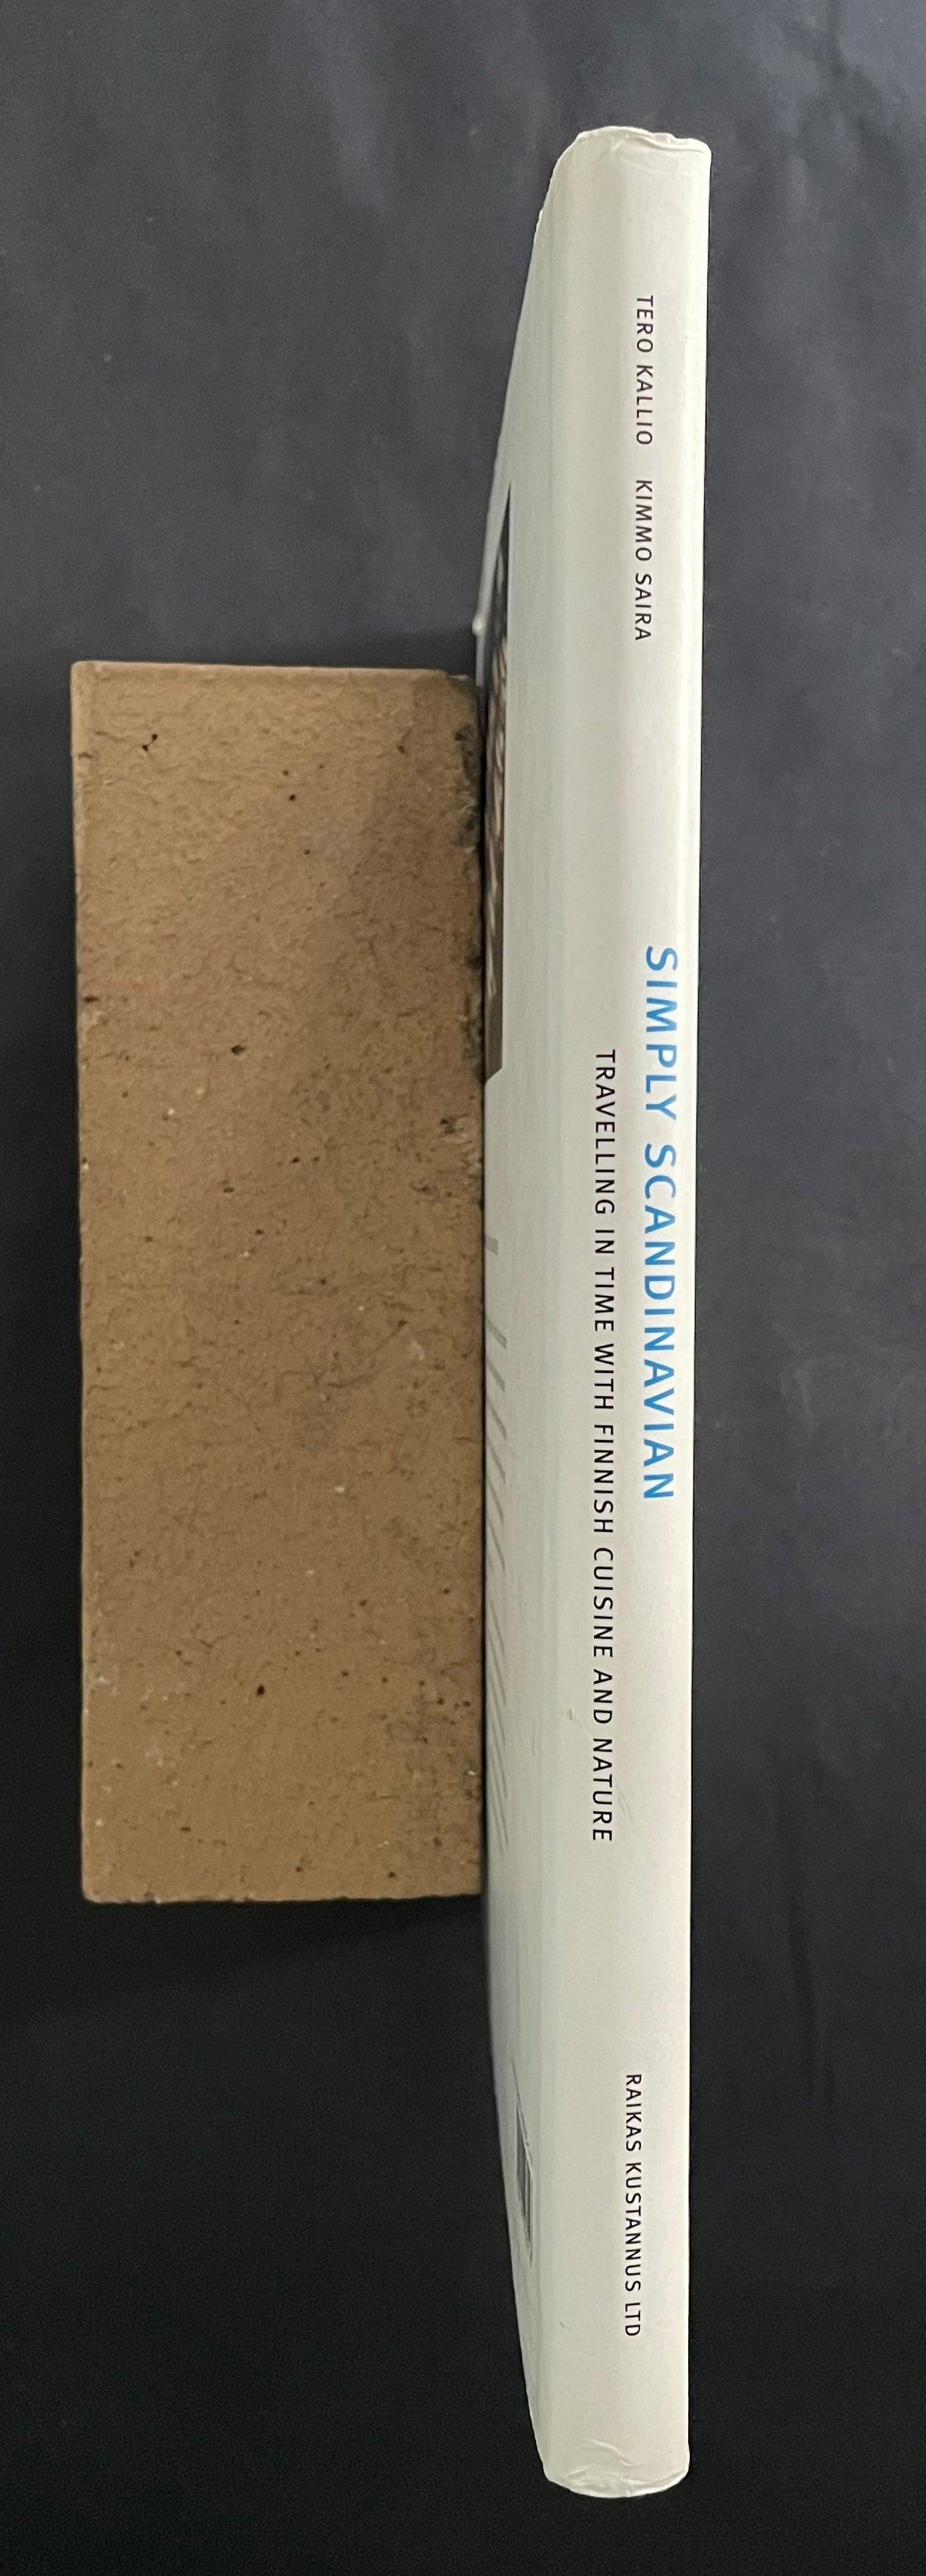 TERO KALLIO KIMMO SAIRA
SIMPLY SCANDINAVIAN
TRAVELLING IN TIME WITH FINNISH CUISINE AND NATURE
RAIKAS KUSTANNUS LTD